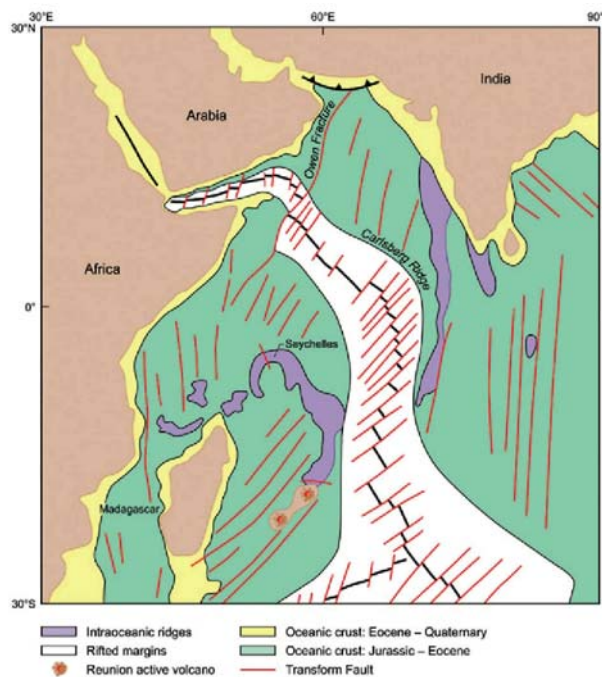 30°E
60°E
90°E
30°N
India
Arabia
Owen Fracture
Carlsberg Ridge
Africa
0°
Seychelles
Madagascar
30°S
Intraoceanic ridges
Oceanic crust: Eocene – Quaternary
Rifted margins
Oceanic crust: Jurassic – Eocene
Reunion active volcano
Transform Fault